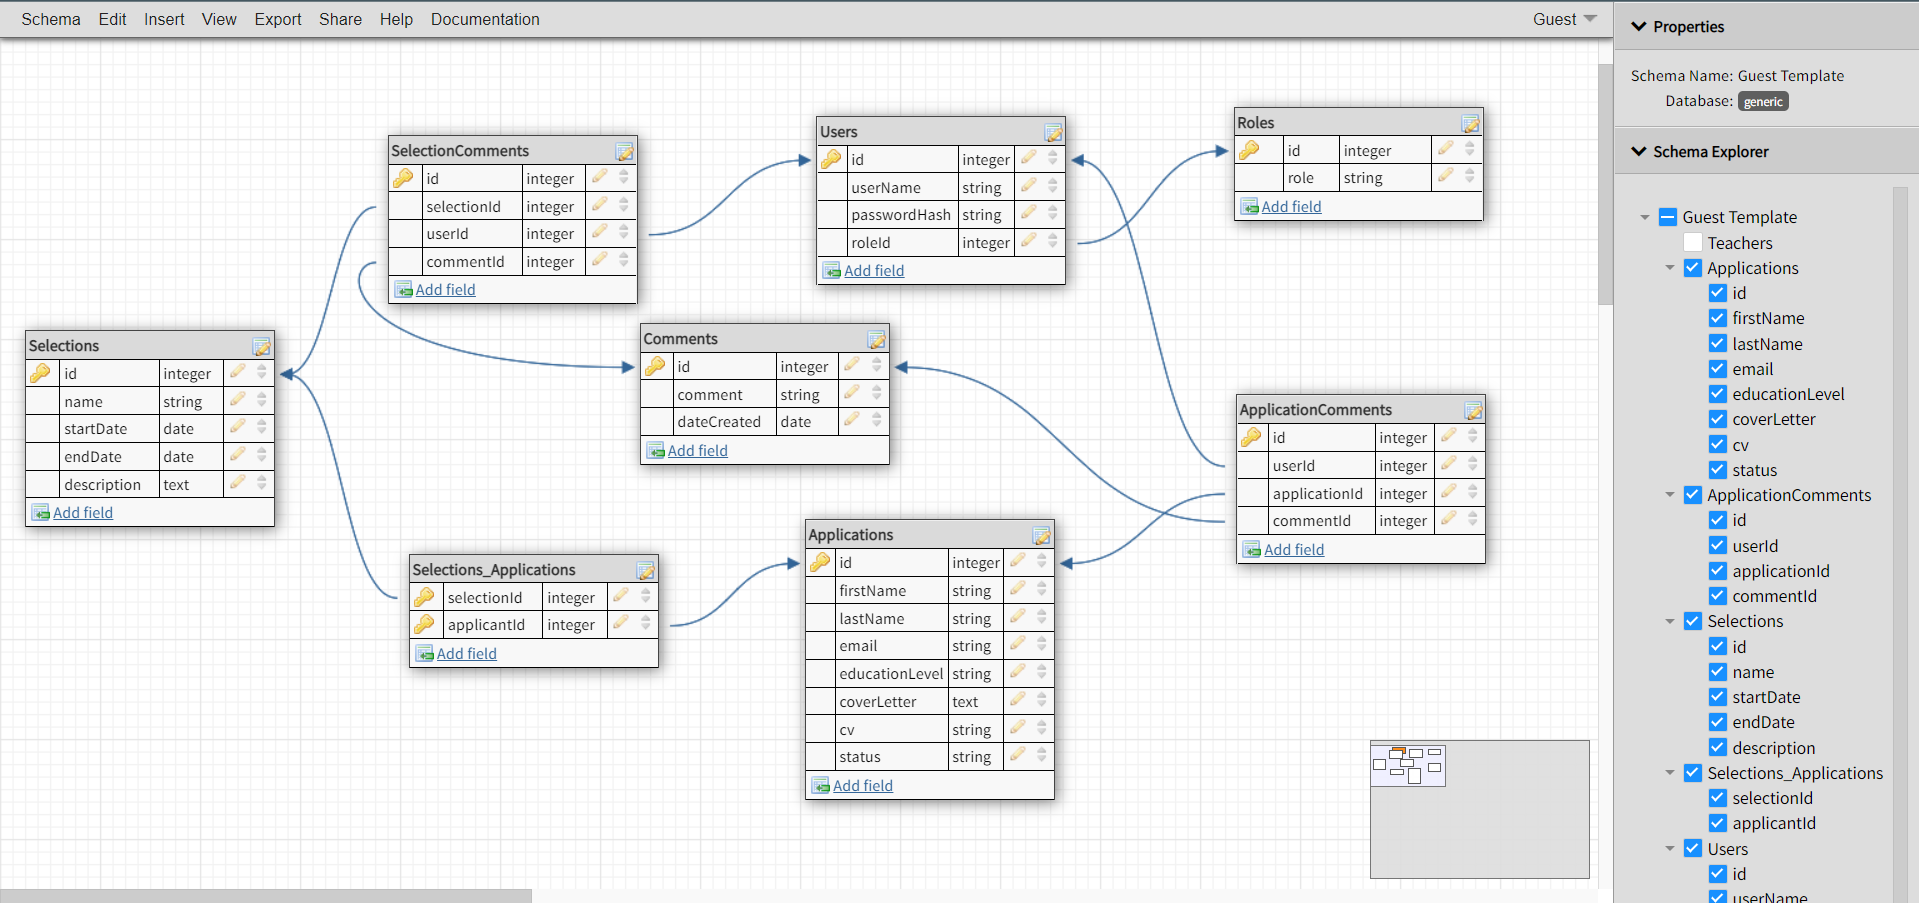 Schema Edit Insert View Export Share Help Documentation Guest
SelectionComments
id integer
selectionId integer
userId integer
commentId integer
Add field
Users
id integer
userName string
passwordHash string
roleId integer
Add field
Roles
id integer
role string
Add field
Selections
id integer
name string
startDate date
endDate date
description text
Add field
Comments
id integer
comment string
dateCreated date
Add field
ApplicationComments
id integer
userId integer
applicationId integer
commentId integer
Add field
Selections_Applications
selectionId integer
applicantId integer
Add field
Applications
id integer
firstName string
lastName string
email string
educationLevel string
coverLetter text
cv string
status string
Add field
Properties
Schema Name: Guest Template
Database: generic
Schema Explorer
Guest Template
Teachers
Applications
id
firstName
lastName
email
educationLevel
coverLetter
cv
status
ApplicationComments
id
userId
applicationId
commentId
Selections
id
name
startDate
endDate
description
Selections_Applications
selectionId
applicantId
Users
id
userName